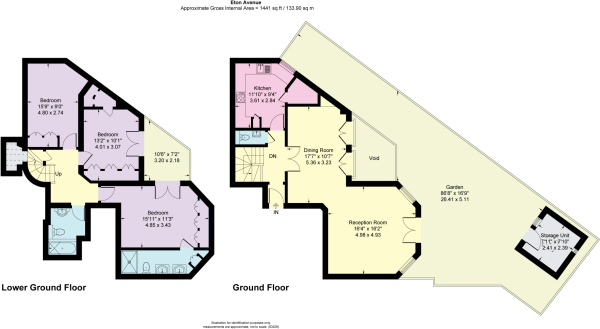 Eton Avenue
Approximate Gross Internal Area = 1441 sq ft / 133.90 sq m
Bedroom
15'9" x 9'0"
4.80 x 2.74
Bedroom
13'2" x 10'1"
4.01 x 3.07
10'6" x 7'2"
3.20 x 2.18
Up
Bedroom
15'11" x 11'3"
4.85 x 3.43
Lower Ground Floor
Kitchen
11'10" x 9'4"
3.61 x 2.84
Dining Room
17'7" x 10'7"
5.36 x 3.23
DN
Void
IN
Reception Room
16'4" x 16'2"
4.98 x 4.93
Garden
86'8" x 16'9"
26.41 x 5.11
Storage Unit
x 7'10"
2.41 x 2.39
Ground Floor
Illustration for identification purposes only,
measurements are approximate, not to scale.